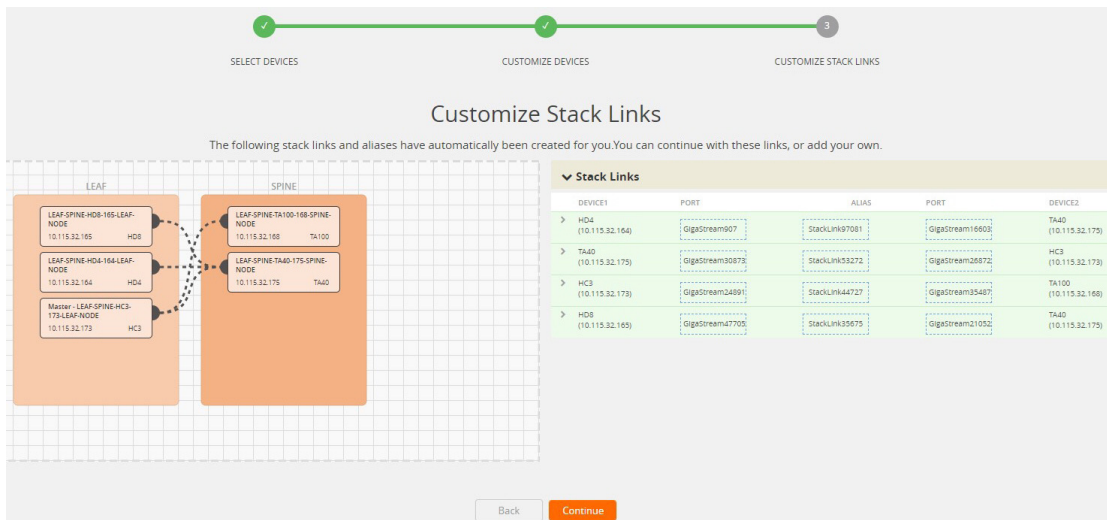 3
SELECT DEVICES
CUSTOMIZE DEVICES
CUSTOMIZE STACK LINKS
Customize Stack Links
The following stack links and aliases have automatically been created for you.You can continue with these links, or add your own.
LEAF
LEAF-SPINE-HD8-165-LEAF-
NODE
10.115.32.165 HD8
LEAF-SPINE-HD4-164-LEAF-
NODE
10.115.32.164 HD4
Master - LEAF-SPINE-HC3-
173-LEAF-NODE
10.115.32.173 HC3
SPINE
LEAF-SPINE-TA100-168-SPINE-
NODE
10.115.32.168 TA100
LEAF-SPINE-TA40-175-SPINE-
NODE
10.115.32.175 TA40
Stack Links
DEVICE1 PORT ALIAS PORT DEVICE2
HD4 GigaStream907 StackLink97081 GigaStream16603 TA40
(10.115.32.164) (10.115.32.175)
TA40 GigaStream30873 StackLink53272 GigaStream26872 HC3
(10.115.32.175) (10.115.32.173)
HC3 GigaStream24891 StackLink44727 GigaStream35487 TA100
(10.115.32.173) (10.115.32.168)
HD8 GigaStream47705 StackLink35675 GigaStream21052 TA40
(10.115.32.165) (10.115.32.175)
Back
Continue